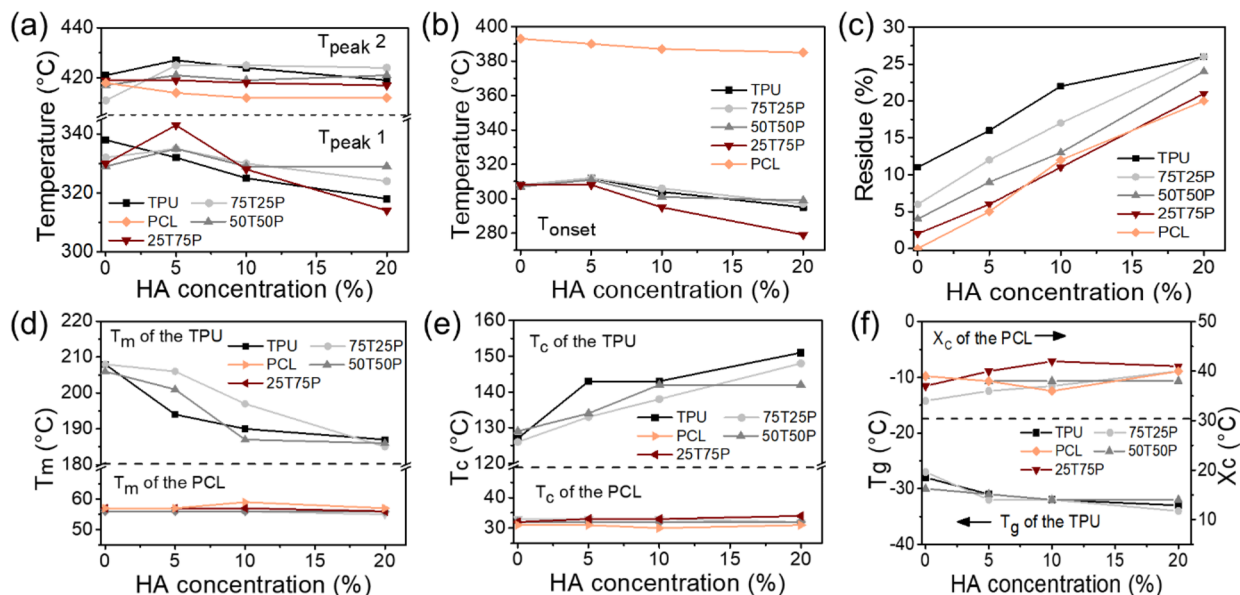 (a)
T peak 2
T peak 1
Temperature (°C)
420
400
340
320
300
TPU
75T25P
PCL
50T50P
25T75P
0 5 10 15 20
HA concentration (%)
(b)
Temperature (°C)
400
380
360
340
320
300
280
TPU
75T25P
50T50P
25T75P
PCL
T onset
0 5 10 15 20
HA concentration (%)
(c)
Residue (%)
30
25
20
15
10
5
0
TPU
75T25P
50T50P
25T75P
PCL
0 5 10 15 20
HA concentration (%)
(d)
Tm of the TPU
Tm (°C)
220
210
200
190
180
60
50
TPU
75T25P
PCL
50T50P
25T75P
Tm of the PCL
0 5 10 15 20
HA concentration (%)
(e)
Tc of the TPU
Tc (°C)
160
150
140
130
120
40
30
TPU
75T25P
PCL
50T50P
25T75P
Tc of the PCL
0 5 10 15 20
HA concentration (%)
(f)
Xc of the PCL
Tg (°C)
0
-10
-20
-30
-40
Xc (°C)
50
40
30
20
10
TPU
75T25P
PCL
50T50P
25T75P
Tg of the TPU
0 5 10 15 20
HA concentration (%)